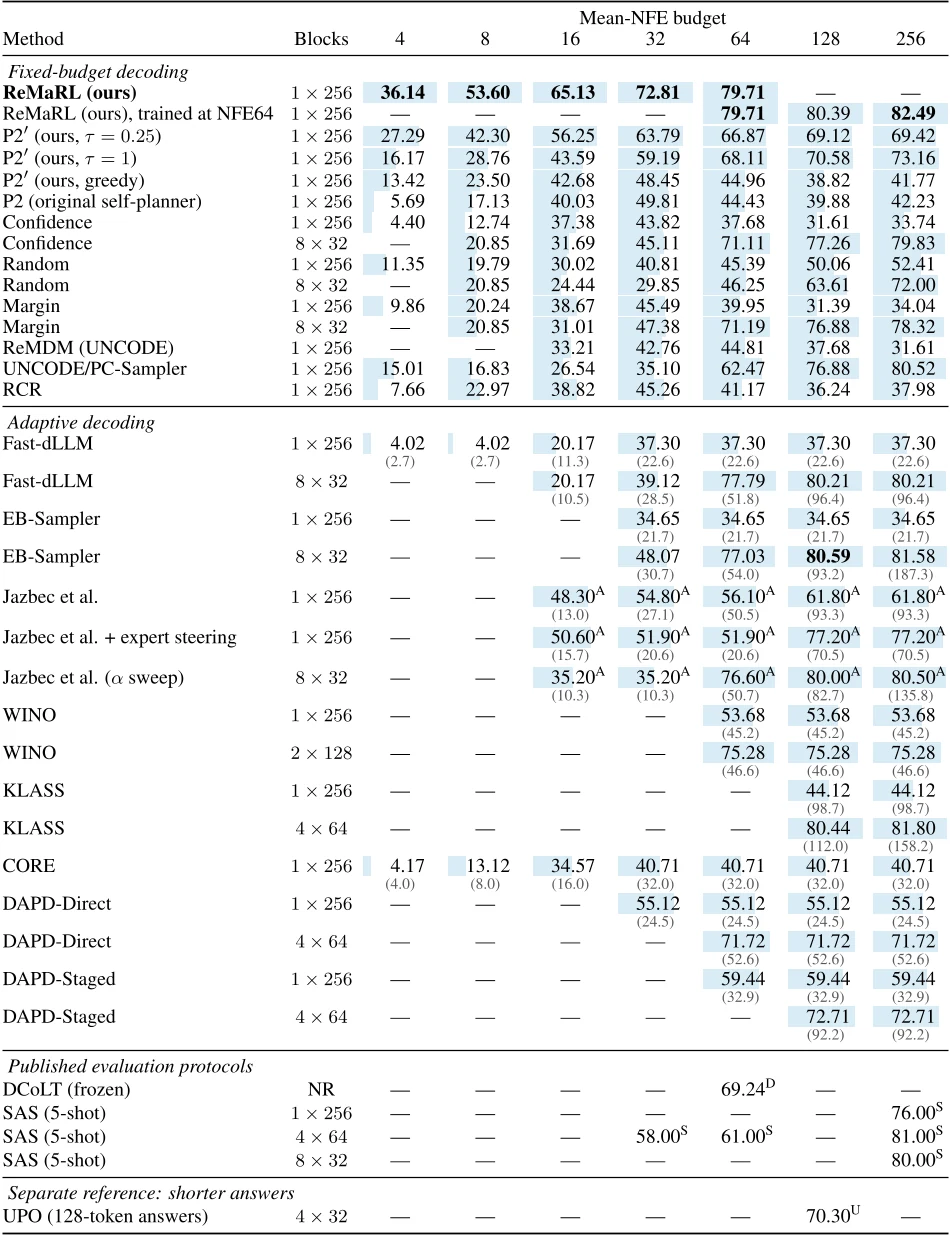 Mean-NFE budget
Method Blocks 4 8 16 32 64 128 256
Fixed-budget decoding
ReMaRL (ours) 1 × 256 36.14 53.60 65.13 72.81 79.71 — —
ReMaRL (ours), trained at NFE64 1 × 256 — — — — 79.71 80.39 82.49
P2′ (ours, τ = 0.25) 1 × 256 27.29 42.30 56.25 63.79 66.87 69.12 69.42
P2′ (ours, τ = 1) 1 × 256 16.17 28.76 43.59 59.19 68.11 70.58 73.16
P2′ (ours, greedy) 1 × 256 13.42 23.50 42.68 48.45 44.96 38.82 41.77
P2 (original self-planner) 1 × 256 5.69 17.13 40.03 49.81 44.43 39.88 42.23
Confidence 1 × 256 4.40 12.74 37.38 43.82 37.68 31.61 33.74
Confidence 8 × 32 — 20.85 31.69 45.11 71.11 77.26 79.83
Random 1 × 256 11.35 19.79 30.02 40.81 45.39 50.06 52.41
Random 8 × 32 — 20.85 24.44 29.85 46.25 63.61 72.00
Margin 1 × 256 9.86 20.24 38.67 45.49 39.95 31.39 34.04
Margin 8 × 32 — 20.85 31.01 47.38 71.19 76.88 78.32
ReMDM (UNCODE) 1 × 256 — — 33.21 42.76 44.81 37.68 31.61
UNCODE/PC-Sampler 1 × 256 15.01 16.83 26.54 35.10 62.47 76.88 80.52
RCR 1 × 256 7.66 22.97 38.82 45.26 41.17 36.24 37.98
Adaptive decoding
Fast-dLLM 1 × 256 4.02 4.02 20.17 37.30 37.30 37.30 37.30
(2.7) (2.7) (11.3) (22.6) (22.6) (22.6) (22.6)
Fast-dLLM 8 × 32 — — 20.17 39.12 77.79 80.21 80.21
(10.5) (28.5) (51.8) (96.4) (96.4)
EB-Sampler 1 × 256 — — — 34.65 34.65 34.65 34.65
(21.7) (21.7) (21.7) (21.7)
EB-Sampler 8 × 32 — — — 48.07 77.03 80.59 81.58
(30.7) (54.0) (93.2) (187.3)
Jazbec et al. 1 × 256 — — 48.30A 54.80A 56.10A 61.80A 61.80A
(13.0) (27.1) (50.5) (93.3) (93.3)
Jazbec et al. + expert steering 1 × 256 — — 50.60A 51.90A 51.90A 77.20A 77.20A
(15.7) (20.6) (20.6) (70.5) (70.5)
Jazbec et al. (α sweep) 8 × 32 — — 35.20A 35.20A 76.60A 80.00A 80.50A
(10.3) (10.3) (50.7) (82.7) (135.8)
WINO 1 × 256 — — — — 53.68 53.68 53.68
(45.2) (45.2) (45.2)
WINO 2 × 128 — — — — 75.28 75.28 75.28
(46.6) (46.6) (46.6)
KLASS 1 × 256 — — — — — 44.12 44.12
(98.7) (98.7)
KLASS 4 × 64 — — — — — 80.44 81.80
(112.0) (158.2)
CORE 1 × 256 4.17 13.12 34.57 40.71 40.71 40.71 40.71
(4.0) (8.0) (16.0) (32.0) (32.0) (32.0) (32.0)
DAPD-Direct 1 × 256 — — — 55.12 55.12 55.12 55.12
(24.5) (24.5) (24.5) (24.5)
DAPD-Direct 4 × 64 — — — — 71.72 71.72 71.72
(52.6) (52.6) (52.6)
DAPD-Staged 1 × 256 — — — — 59.44 59.44 59.44
(32.9) (32.9) (32.9)
DAPD-Staged 4 × 64 — — — — — 72.71 72.71
(92.2) (92.2)
Published evaluation protocols
DCoLT (frozen) NR — — — — 69.24D — —
SAS (5-shot) 1 × 256 — — — — — — 76.00S
SAS (5-shot) 4 × 64 — — — 58.00S 61.00S — 81.00S
SAS (5-shot) 8 × 32 — — — — — — 80.00S
Separate reference: shorter answers
UPO (128-token answers) 4 × 32 — — — — — 70.30U —